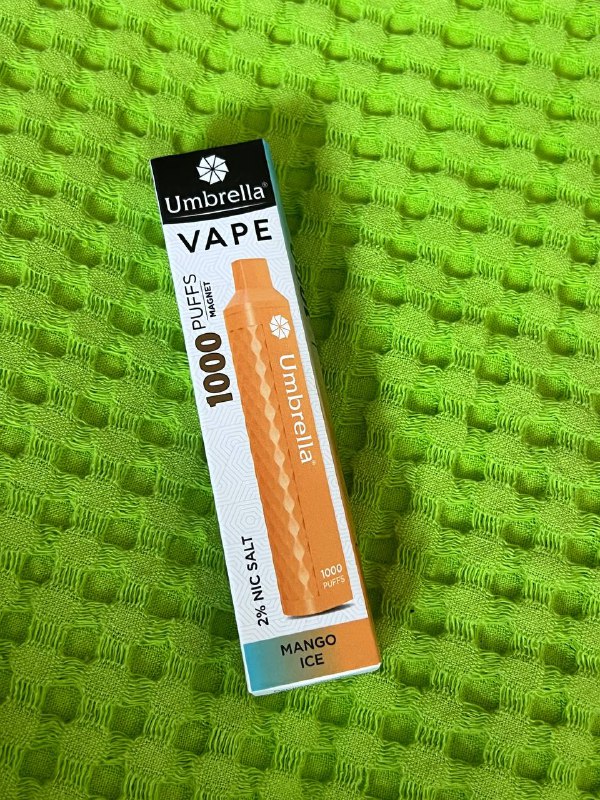 Umbrella®
VAPE
1000 PUFFS
MAGNET
Umbrella®
1000
PUFFS
2% NIC SALT
MANGO
ICE